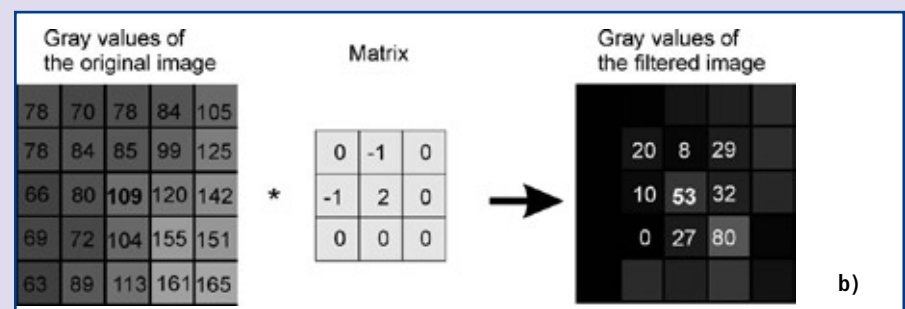 Gray values of
the original image
Matrix
Gray values of
the filtered image
78 70 78 84 105
78 84 85 99 125
66 80 109 120 142
69 72 104 155 151
63 89 113 161 165
*
0 -1 0
-1 2 0
0 0 0
20 8 29
10 53 32
0 27 80
b)